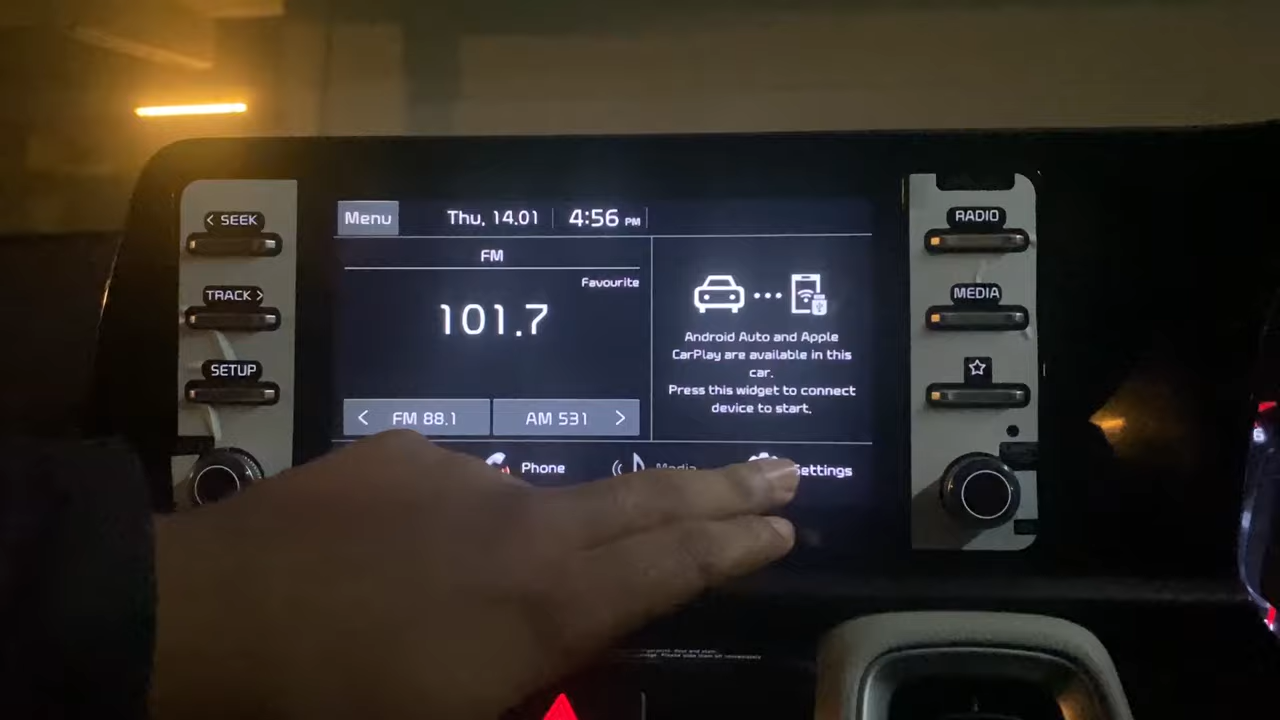 < SEEK
TRACK >
SETUP
Menu
Thu, 14.01
4:56 PM
FM
Favourite
101.7
< FM 88.1
AM 531 >
Android Auto and Apple
CarPlay are available in this
car.
Press this widget to connect
device to start.
Phone
Media
Settings
RADIO
MEDIA